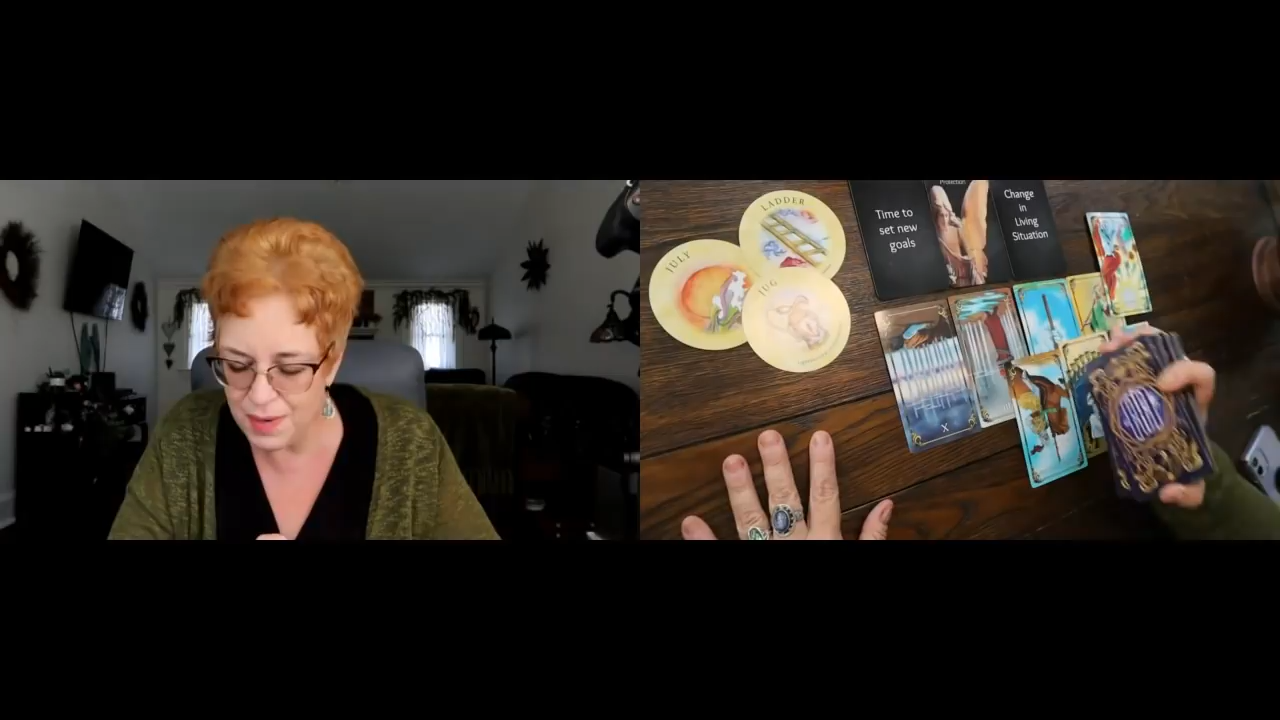 LADDER
JULY
JUG
Time to
set new
goals
Protection
Change
in
Living
Situation
X